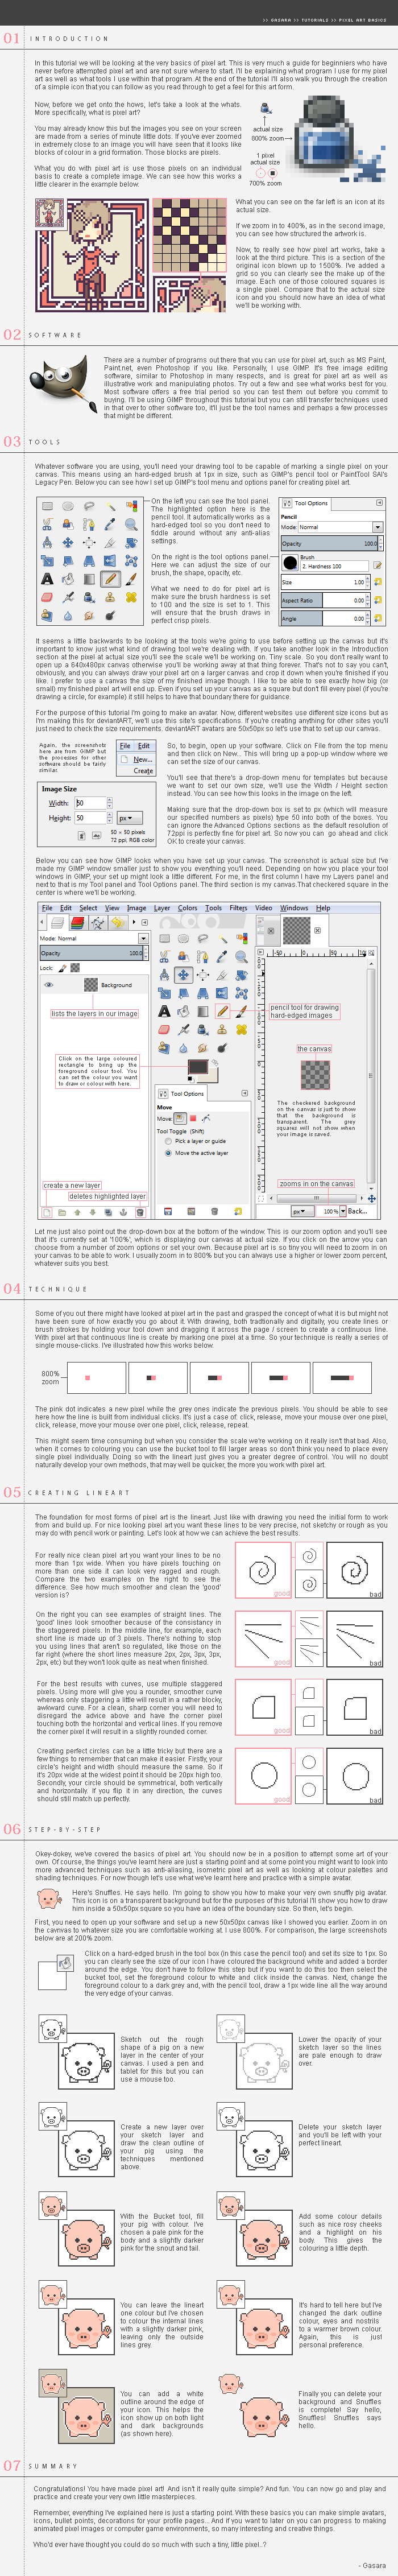 >> GASARA >> TUTORIALS >> PIXEL ART BASICS
01 INTRODUCTION
In this tutorial we will be looking at the very basics of pixel art. This is very much a guide for beginners who have
never before attempted pixel art and are not sure where to start. I'll be explaining what program I use for my pixel
art as well as what tools I use within that program. At the end of the tutorial I'll also walk you through the creation
of a simple icon that you can follow as you read through to get a feel for this art form.
Now, before we get onto the hows, let's take a look at the whats.
More specifically, what is pixel art?
You may already know this but the images you see on your screen
are made from a series of minute little dots. If you've ever zoomed
in extremely close to an image you will have seen that it looks like
blocks of colour in a grid formation. Those blocks are pixels.
What you do with pixel art is use those pixels on an individual
basis to create a complete image. We can see how this works a
little clearer in the example below.
actual size
800% zoom
1 pixel
actual size
700% zoom
What you can see on the far left is an icon at its
actual size.
If we zoom in to 400%, as in the second image,
you can see how structured the artwork is.
Now, to really see how pixel art works, take a
look at the third picture. This is a section of the
original icon blown up to 1500%. I've added a
grid so you can clearly see the make up of the
image. Each one of those coloured squares is
a single pixel. Compare that to the actual size
icon and you should now have an idea of what
we'll be working with.
02 SOFTWARE
There are a number of programs out there that you can use for pixel art, such as MS Paint,
Paint.net, even Photoshop if you like. Personally, I use GIMP. It's free image editing
software, similar to Photoshop in many respects, and is great for pixel art as well as
illustrative work and manipulating photos. Try out a few and see what works best for you.
Most software offers a free trial period so you can test them out before you commit to
buying. I'll be using GIMP throughout this tutorial but you can still transfer techniques used
in that over to other software too, it'll just be the tool names and perhaps a few processes
that might be different.
03 TOOLS
Whatever software you are using, you'll need your drawing tool to be capable of marking a single pixel on your
canvas. This means using an hard-edged brush at 1px in size, such as GIMP's pencil tool or PaintTool SAI's
Legacy Pen. Below you can see how I set up GIMP's tool menu and options panel for creating pixel art.
On the left you can see the tool panel.
The highlighted option here is the
pencil tool. It automatically works as a
hard-edged tool so you don't need to
fiddle around without any anti-alias
settings.
On the right is the tool options panel.
Here we can adjust the size of our
brush, the shape, opacity, etc.
What we need to do for pixel art is
make sure the brush hardness is set
to 100 and the size is set to 1. This
will ensure that the brush draws in
perfect crisp pixels.
Tool Options
Pencil
Mode: Normal
Opacity 100.0
Brush
2. Hardness 100
Size 1.00
Aspect Ratio 0.00
Angle 0.00
It seems a little backwards to be looking at the tools we're going to use before setting up the canvas but it's
important to know just what kind of drawing tool we're dealing with. If you take another look in the Introduction
section at the pixel at actual size you'll see the scale we'll be working on. Tiny scale. So you really don't want to
open up a 640x480px canvas otherwise you'll be working away at that thing forever. That's not to say you can't,
obviously, and you can always draw your pixel art on a larger canvas and crop it down when you're finished if you
like. I prefer to use a canvas the size of my finished image though. I like to be able to see exactly how big (or
small) my finished pixel art will end up. Even if you set up your canvas as a square but don't fill every pixel (if you're
drawing a circle, for example) it still helps to have that boundary there for guidance.
For the purpose of this tutorial I'm going to make an avatar. Now, different websites use different size icons but as
I'm making this for deviantART, we'll use this site's specifications. If you're creating anything for other sites you'll
just need to check the size requirements. deviantART avatars are 50x50px so let's use that to set up our canvas.
Again, the screenshots
here are from GIMP but
the processes for other
software should be fairly
similar.
File Edit
New...
Create
Image Size
Width: 50
Height: 50 px
50 × 50 pixels
72 ppi, RGB color
So, to begin, open up your software. Click on File from the top menu
and then click on New... This will bring up a pop-up window where we
can set the size of our canvas.
You'll see that there's a drop-down menu for templates but because
we want to set our own size, we'll use the Width / Height section
instead. You can see how this looks in the image on the left.
Making sure that the drop-down box is set to px (which will measure
our specified numbers as pixels) type 50 into both of the boxes. You
can ignore the Advanced Options section as the default resolution of
72ppi is perfectly fine for pixel art. So now you can go ahead and click
OK to create your canvas.
Below you can see how GIMP looks when you have set up your canvas. The screenshot is actual size but I've
made my GIMP window smaller just to show you everything you'll need. Depending on how you place your tool
windows in GIMP, your set up might look a little different. For me, in the first column I have my Layers panel and
next to that is my Tool panel and Tool Options panel. The final column is my canvas. That little checkered square in the
center is where we'll be working.
File Edit Select View Image Layer Colors Tools Filters Video Windows Help
Mode: Normal
Opacity 100.0
Lock:
Background
lists the layers in our image
Click on the large coloured
rectangle to bring up the
foreground colour tool. You
can set the colour you want
to draw or colour with here.
create a new layer
deletes highlighted layer
Tool Options
Move
Move:
Tool Toggle (Shift)
Pick a layer or guide
Move the active layer
pencil tool for drawing
hard-edged images
the canvas
The checkered background
on the canvas is just to show
that the background is
transparent. The grey
squares will not show when
your image is saved.
zooms in on the canvas
px 100 % Back...
Let me just also point out the drop down box at the bottom of the window. This is our zoom option and you'll see
that it's currently set at '100%', which is displaying our canvas at actual size. If you click on the arrow you can
choose from a number of zoom options or set your own. Because pixel art is so tiny you will need to zoom in on
your canvas to be able to work. I usually zoom in to 800% but you can always use a higher or lower zoom percent,
whatever suits you best.
04 TECHNIQUE
Some of you out there might have looked at pixel art in the past and grasped the concept of what it is but might not
have been sure of how exactly you go about it. With drawing, both traditionally and digitally, you create lines or
brush strokes by holding your tool down and dragging it across the page / screen to create a continuous line.
With pixel art that continuous line is create by marking it one pixel at a time. So your technique is really a series of
single mouse-clicks. I've illustrated how this works below.
800%
zoom
The pink dot indicates a new pixel while the grey ones indicate the previous pixels. You should be able to see
here how the line is built from individual clicks. It's just a case of: click, release, move your mouse over one pixel,
click, release, move your mouse over one pixel, click, release, repeat.
This might seem time consuming but when you consider the scale we're working on it really isn't that bad. Also,
when it comes to colouring you can use the bucket tool to fill larger areas so don't think you need to place every
single pixel individually. Doing so with the lineart just gives you a greater degree of control. You will no doubt
naturally develop your own methods, that may well be quicker, the more you work with pixel art.
05 CREATING LINEART
The foundation for most forms of pixel art is the lineart. Just like with drawing you need the initial form to work
from and build up. For nice looking pixel art you want these lines to be very precise, not sketchy or rough as you
may do with pencil work or painting. Let's look at how we can achieve the best results.
For really nice clean pixel art you want your lines to be no
more than 1px wide. When you have pixels touching on
more than one side it can look very ragged and rough.
Compare the two examples on the right to see the
difference. See how much smoother and clean the 'good'
version is?
good
bad
On the right you can see examples of straight lines. The
'good' lines look smoother because of the consistancy in
the staggered pixels. In the middle line, for example, each
short line is made up of 3 pixels. There's nothing to stop
you using lines that aren't so regulated, like those on the
far right (where the short lines measure 2px, 2px, 3px, 3px,
2px, etc) but they won't look quite as neat when finished.
good
bad
For the best results with curves, use multiple staggered
pixels. Using more will give you a rounder, smoother curve
whereas only staggering a little will result in a rather blocky,
awkward curve. For a clean, sharp corner you will need to
disregard the advice above and have the corner pixel
touching both the horizontal and vertical lines. If you remove
the corner pixel it will result in a slightly rounded corner.
good
bad
Creating perfect circles can be a little tricky but there are a
few things to remember that can make it easier. Firstly, your
circle's height and width should measure the same. So if
it's 20px wide at the widest point it should be 20px high too.
Secondly, your circle should be symmetrical, both vertically
and horizontally. If you flip it in any direction, the curves
should still match up perfectly.
good
bad
06 STEP-BY-STEP
Okey-dokey, we've covered the basics of pixel art. You should now be in a position to attempt some art of your
own. Of course, the things you've learnt here are just a starting point and at some point you might want to look into
more advanced techniques such as anti-aliasing, isometric pixel art as well as looking at colour palettes and
shading techniques. For now though let's use what we've learnt here and practice with a simple avatar.
Here's Snuffles. He says hello. I'm going to show you how to make your very own snuffly pig avatar.
This icon is on a transparent background but for the purposes of this tutorial I'll show you how to draw
him inside a 50x50px square so you have an idea of the boundary size. So then, let's begin.
First, you need to open up your software and set up a new 50x50px canvas like I showed you earlier. Zoom in on
the canvas to whatever size you are comfortable working at. I use 800%. For comparison, the large screenshots
below are at 200% zoom.
Click on a hard-edged brush in the tool box (in this case the pencil tool) and set its size to 1px. So
you can clearly see the size of our icon I have coloured the background white and added a border
around the edge. You don't have to follow this step but if you want to do this too then select the
bucket tool, set the foreground colour to white and click inside the canvas. Next, change the
foreground colour to a dark grey and, with the pencil tool, draw a 1px wide line all the way around
the very edge of your canvas.
Sketch out the rough
shape of a pig on a new
layer in the center of your
canvas. I used a pen and
tablet for this but you can
use a mouse too.
Lower the opacity of your
sketch layer so the lines
are pale enough to draw
over.
Create a new layer over
your sketch layer and
draw the clean outline of
your pig using the
techniques mentioned
above.
Delete your sketch layer
and you'll be left with your
perfect lineart.
With the Bucket tool, fill
your pig with colour. I've
chosen a pale pink for the
body and a slightly darker
pink for the snout and tail.
Add some colour details
such as nice rosy cheeks
and a highlight on his
body. This gives the
colouring a little depth.
You can leave the lineart
one colour but I've chosen
to colour the internal lines
with a slightly darker pink,
leaving only the outside
lines grey.
It's hard to tell here but I've
changed the dark outline
colour, eyes and nostrils
to a warmer brown colour.
Again, this is just
personal preference.
You can add a white
outline around the edge of
your icon. This helps the
icon show up on both light
and dark backgrounds
(as shown here).
Finally you can delete your
background and Snuffles
is complete! Say hello,
Snuffles! Snuffles says
hello.
07 SUMMARY
Congratulations! You have made pixel art! And isn't it really quite simple? And fun. You can now go and play and
practice and create your very own little masterpieces.
Remember, everything I've explained here is just a starting point. With these basics you can make simple avatars,
icons, bullet points, decorations for your profile pages... And if you want to later on you can progress to making
animated pixel images or computer game environments, so many interesting and creative things.
Who'd ever have thought you could do so much with such a tiny, little pixel..?
- Gasara